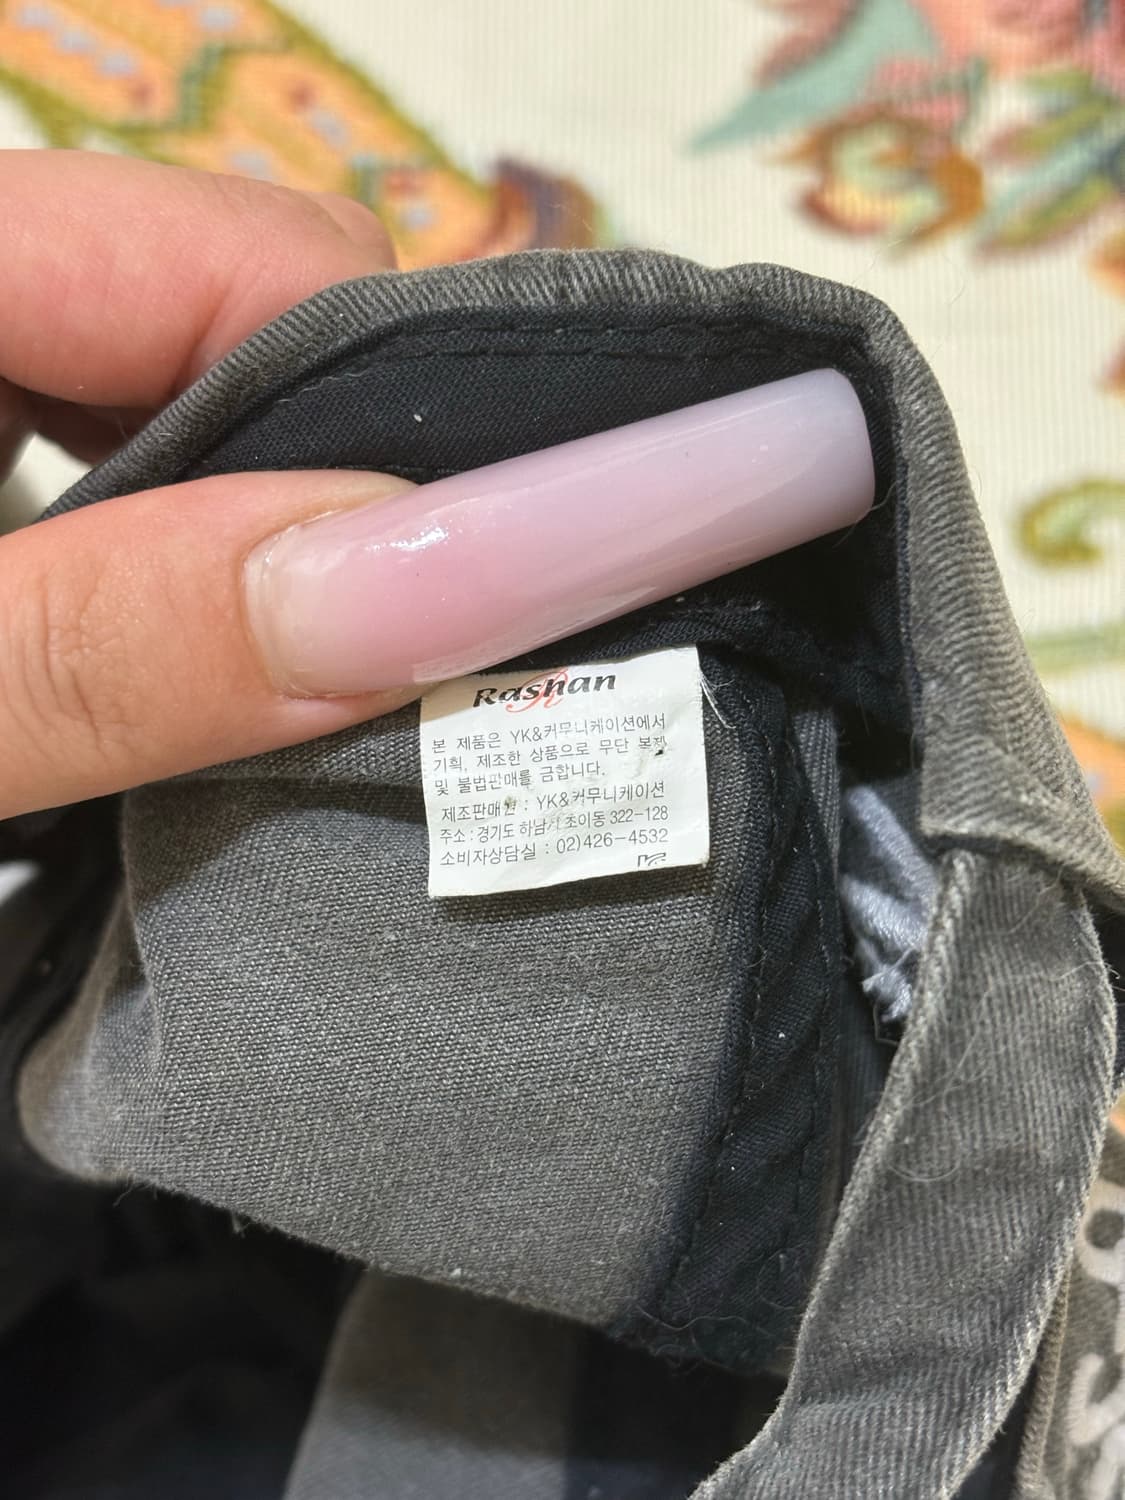 Rashan
본 제품은 YK&커무니케이션에서
기획, 제조한 상품으로 무단 복제
및 불법판매를 금합니다.
제조판매원 : YK&커무니케이션
주소 : 경기도 하남시 초이동 322-128
소비자상담실 : 02)426-4532